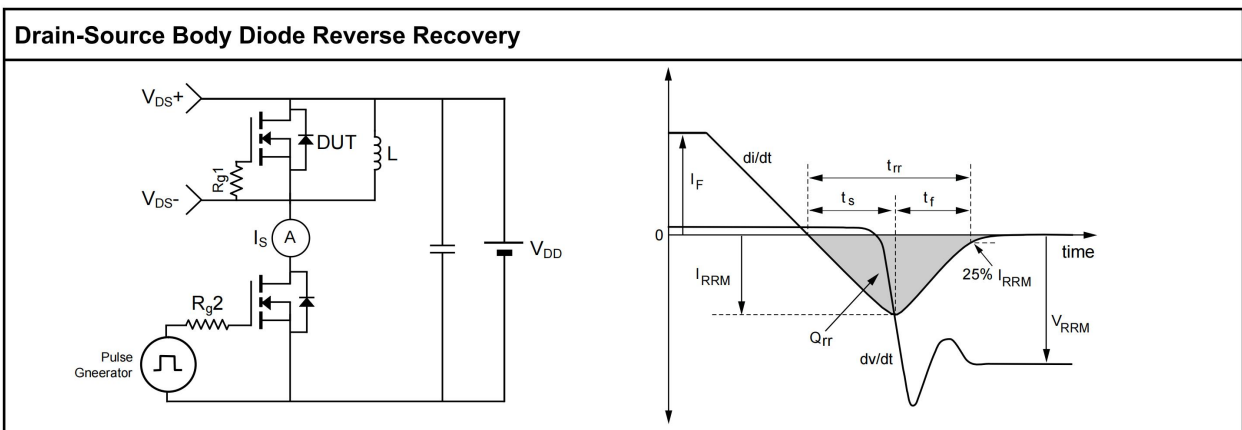 Drain-Source Body Diode Reverse Recovery
VDS+
DUT
L
Rg1
VDS-
IS
A
VDD
Rg2
Pulse
Gneerator
di/dt
trr
IF
ts
tf
0
time
IRRM
25% IRRM
VRRM
Qrr
dv/dt